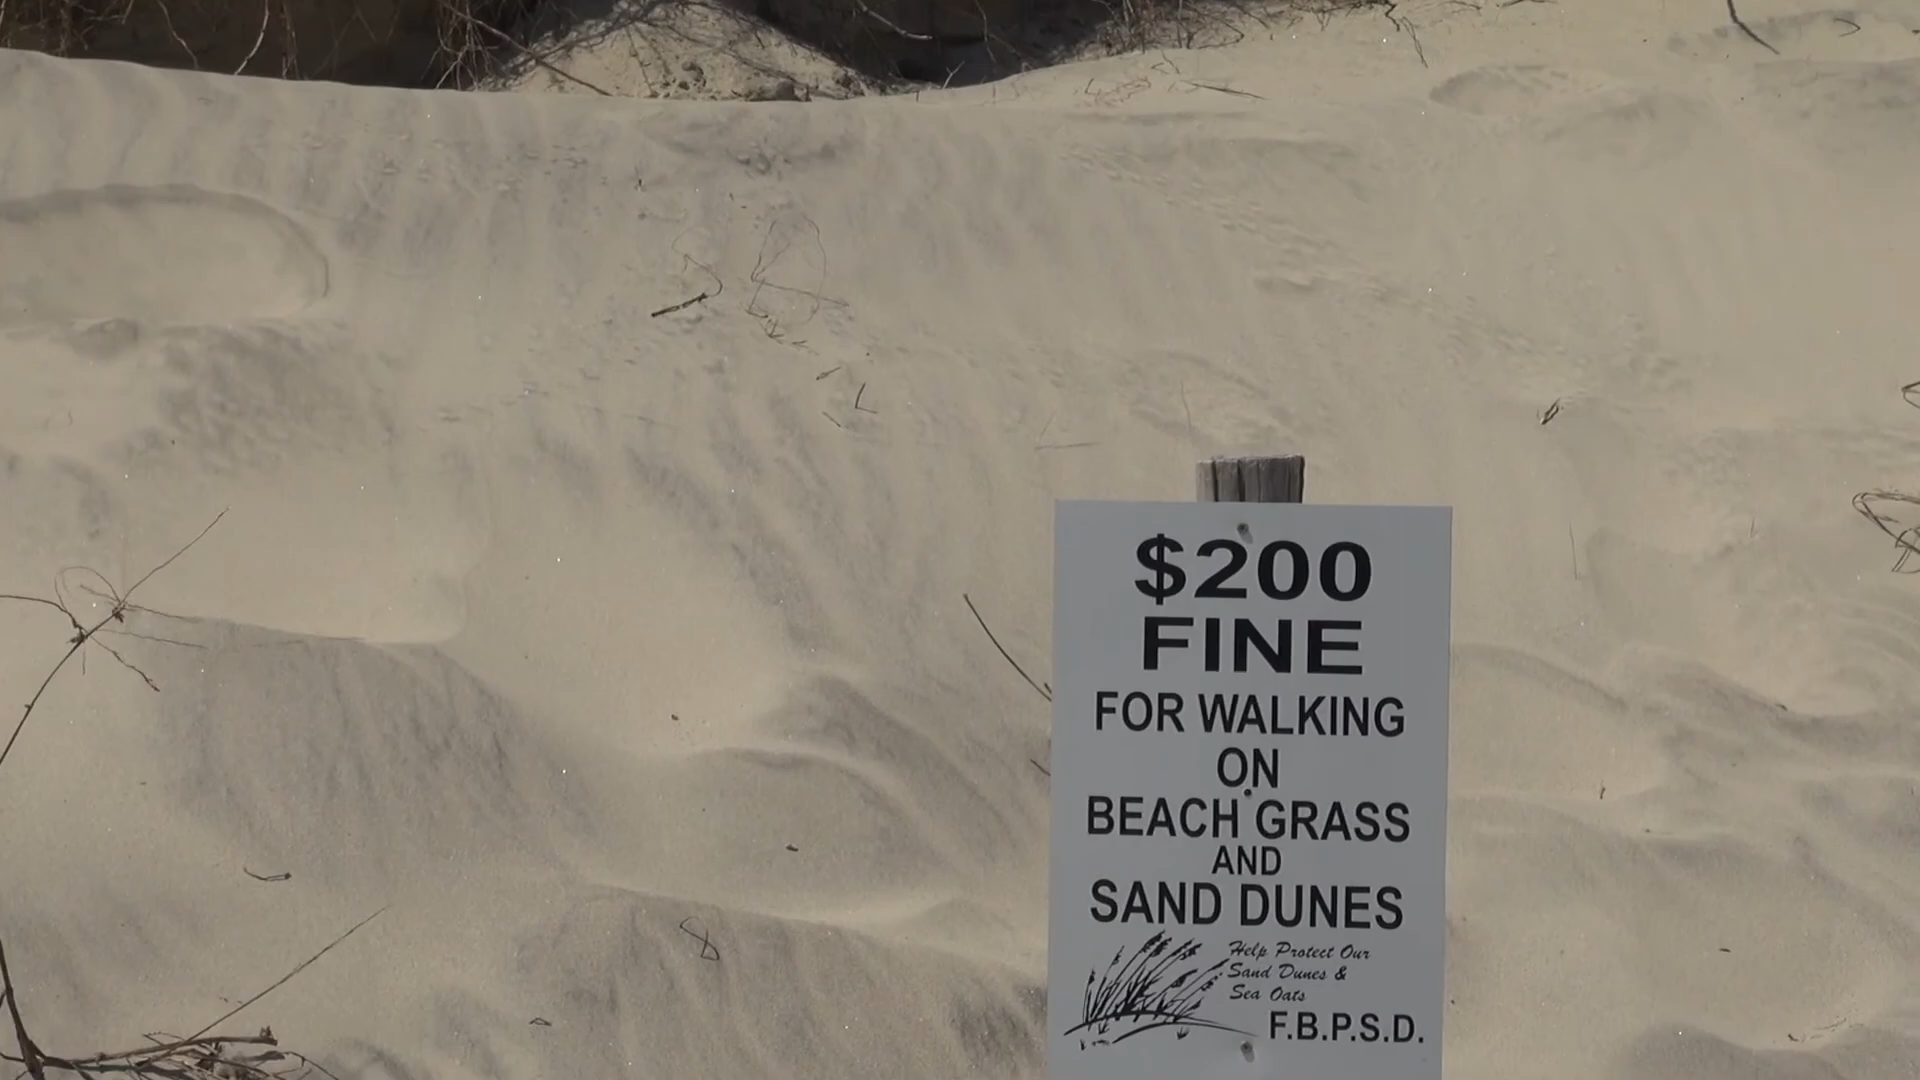 $200
FINE
FOR WALKING
ON
BEACH GRASS
AND
SAND DUNES
Help Protect Our
Sand Dunes &
Sea Oats
F.B.P.S.D.